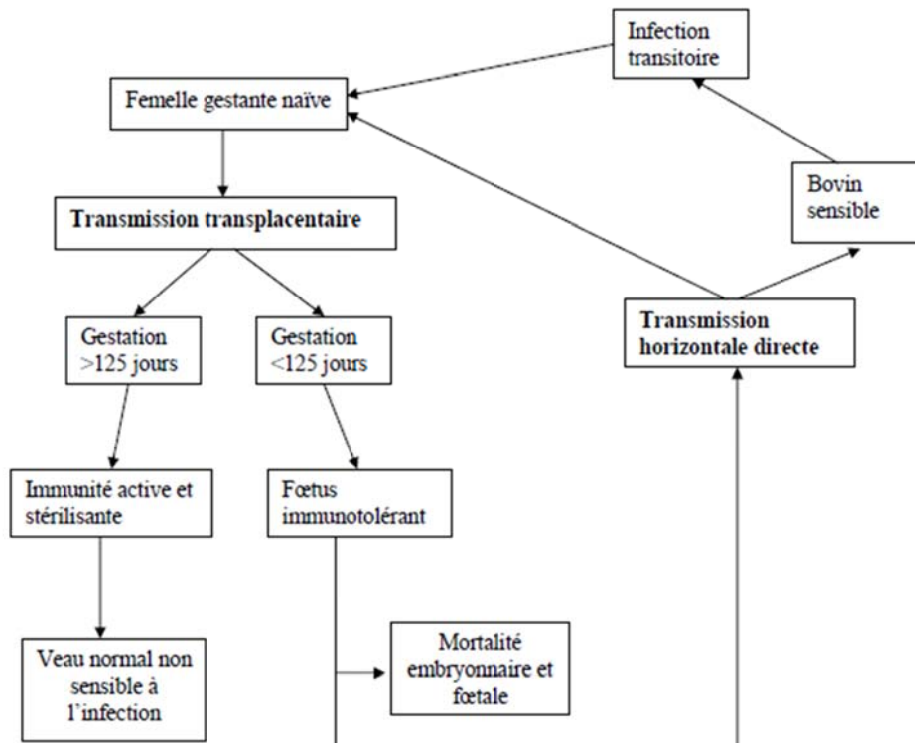 Infection
transitoire
Femelle gestante naïve
Bovin
sensible
Transmission transplacentaire
Transmission
horizontale directe
Gestation
>125 jours
Gestation
<125 jours
Immunité active et
stérilisante
Fœtus
immunotolérant
Veau normal non
sensible à
l’infection
Mortalité
embryonnaire et
fœtale